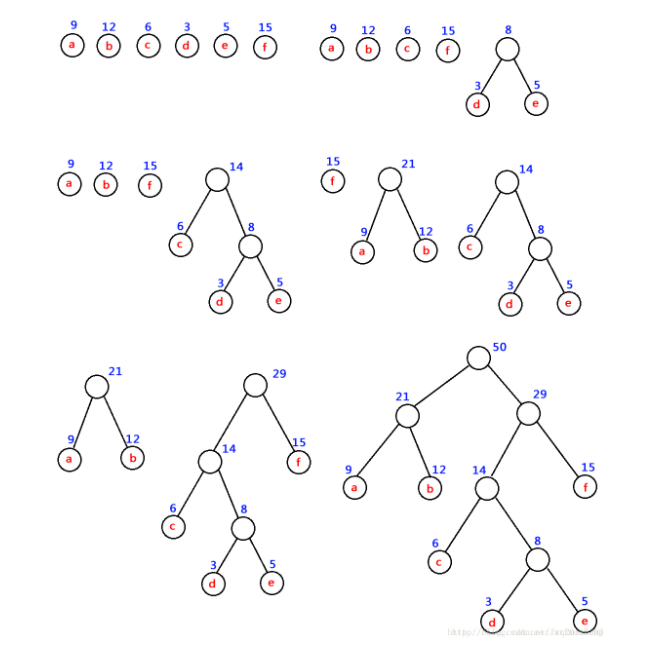 9 12 6 3 5 15
a b c d e f
9 12 6 15 8
a b c f
3 5
d e
9 12 15 14
a b f
6 8
c
3 5
d e
15 21 14
f
9 12 6 8
a b c
3 5
d e
21 29
9 12 14 15
a b f
6 8
c
3 5
d e
50
21 29
9 12 14 15
a b f
6 8
c
3 5
d e